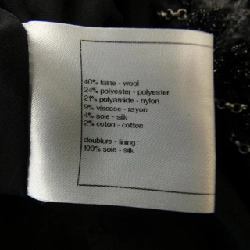 40% laine - wool
24% polyester - polyester
21% polyamide - nylon
9% viscose - rayon
4% soie - silk
2% coton - cotton
doublure - lining
100% soie - silk